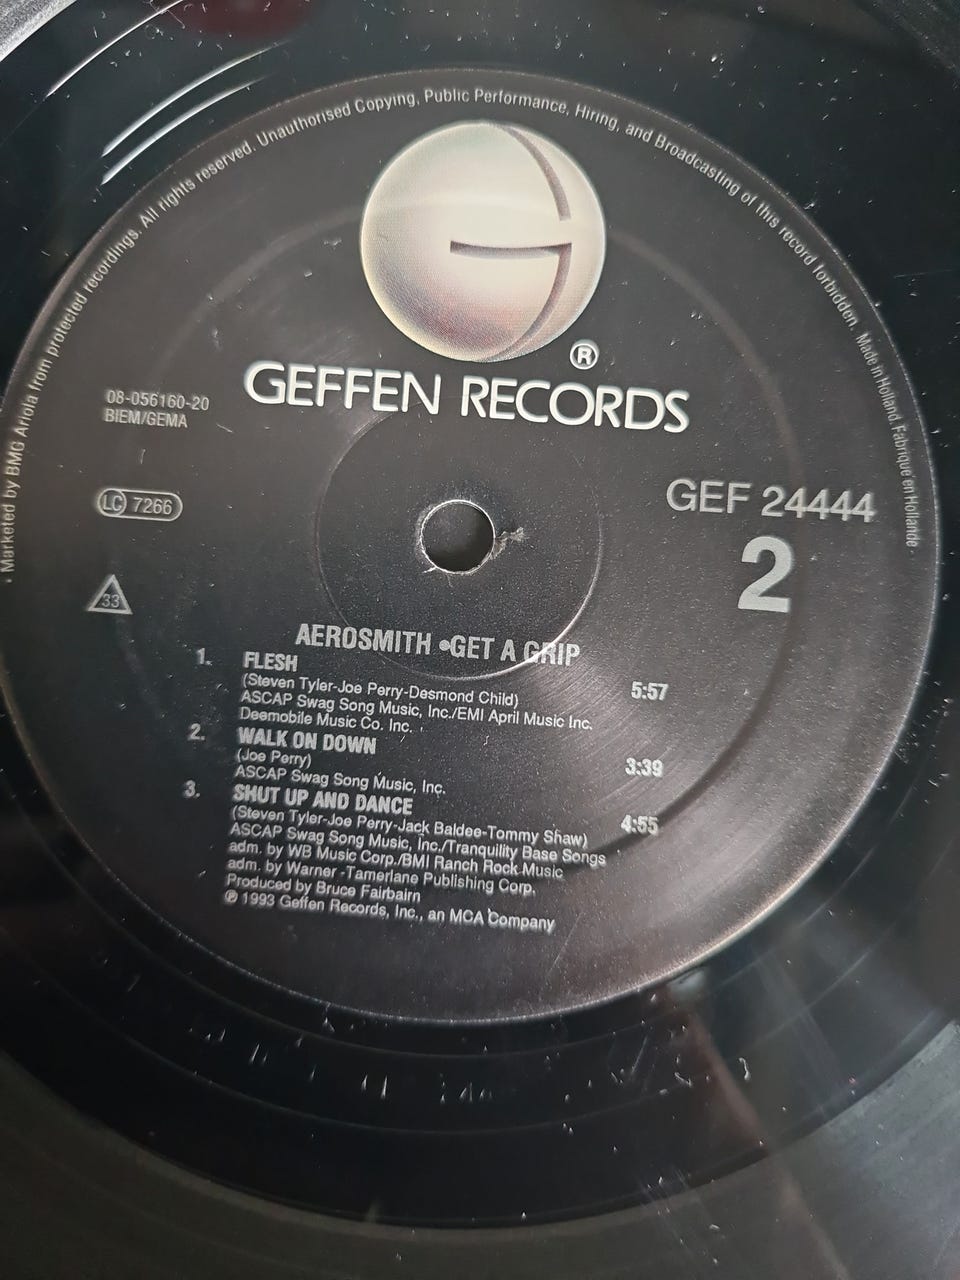 · Marketed by BMG Ariola from protected recordings. All rights reserved. Unauthorised Copying, Public Performance, Hiring, and Broadcasting of this record forbidden. Made in Holland. Fabriqué en Hollande ·
®
GEFFEN RECORDS
08-056160-20
BIEM/GEMA
LC 7266
GEF 24444
2
33
AEROSMITH •GET A GRIP
1. FLESH 5:57
(Steven Tyler-Joe Perry-Desmond Child)
ASCAP Swag Song Music, Inc./EMI April Music Inc.
Deemobile Music Co. Inc.
2. WALK ON DOWN 3:39
(Joe Perry)
ASCAP Swag Song Music, Inc.
3. SHUT UP AND DANCE 4:55
(Steven Tyler-Joe Perry-Jack Baldee-Tommy Shaw)
ASCAP Swag Song Music, Inc./Tranquility Base Songs
adm. by WB Music Corp./BMI Ranch Rock Music
adm. by Warner -Tamerlane Publishing Corp.
Produced by Bruce Fairbairn
℗ 1993 Geffen Records, Inc., an MCA Company